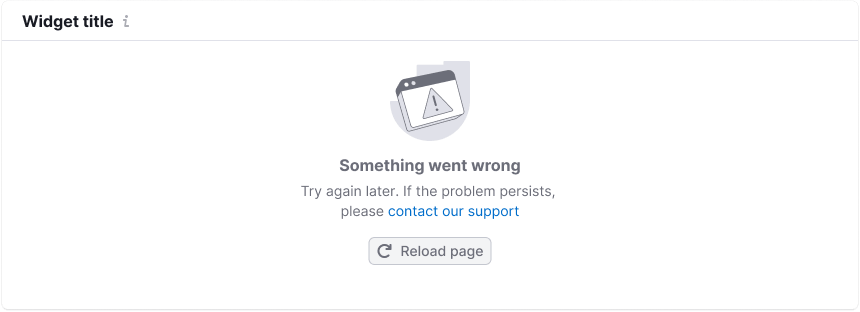 Widget title
Something went wrong
Try again later. If the problem persists,
please contact our support
Reload page